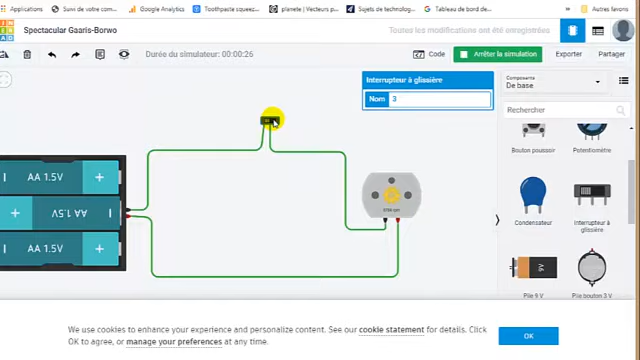 Applications
Suivi de votre comm...
Google Analytics
Toothpaste squeez...
planete | Vecteurs p...
Sujets de technolog...
Tableau de bord de...
Autres favoris
Spectacular Gaaris-Borwo
Toutes les modifications ont été enregistrées
Durée du simulateur: 00:00:26
Code
Arrêter la simulation
Exporter
Partager
Interrupteur à glissière
Nom 3
Composants
De base
Rechercher
Bouton poussoir
Potentiomètre
Condensateur
Interrupteur à
glissière
Pile 9 V
Pile bouton 3 V
9V
AA 1.5V
AA 1.5V
AA 1.5V
We use cookies to enhance your experience and personalize content. See our cookie statement for details. Click
OK to agree, or manage your preferences at any time.
OK